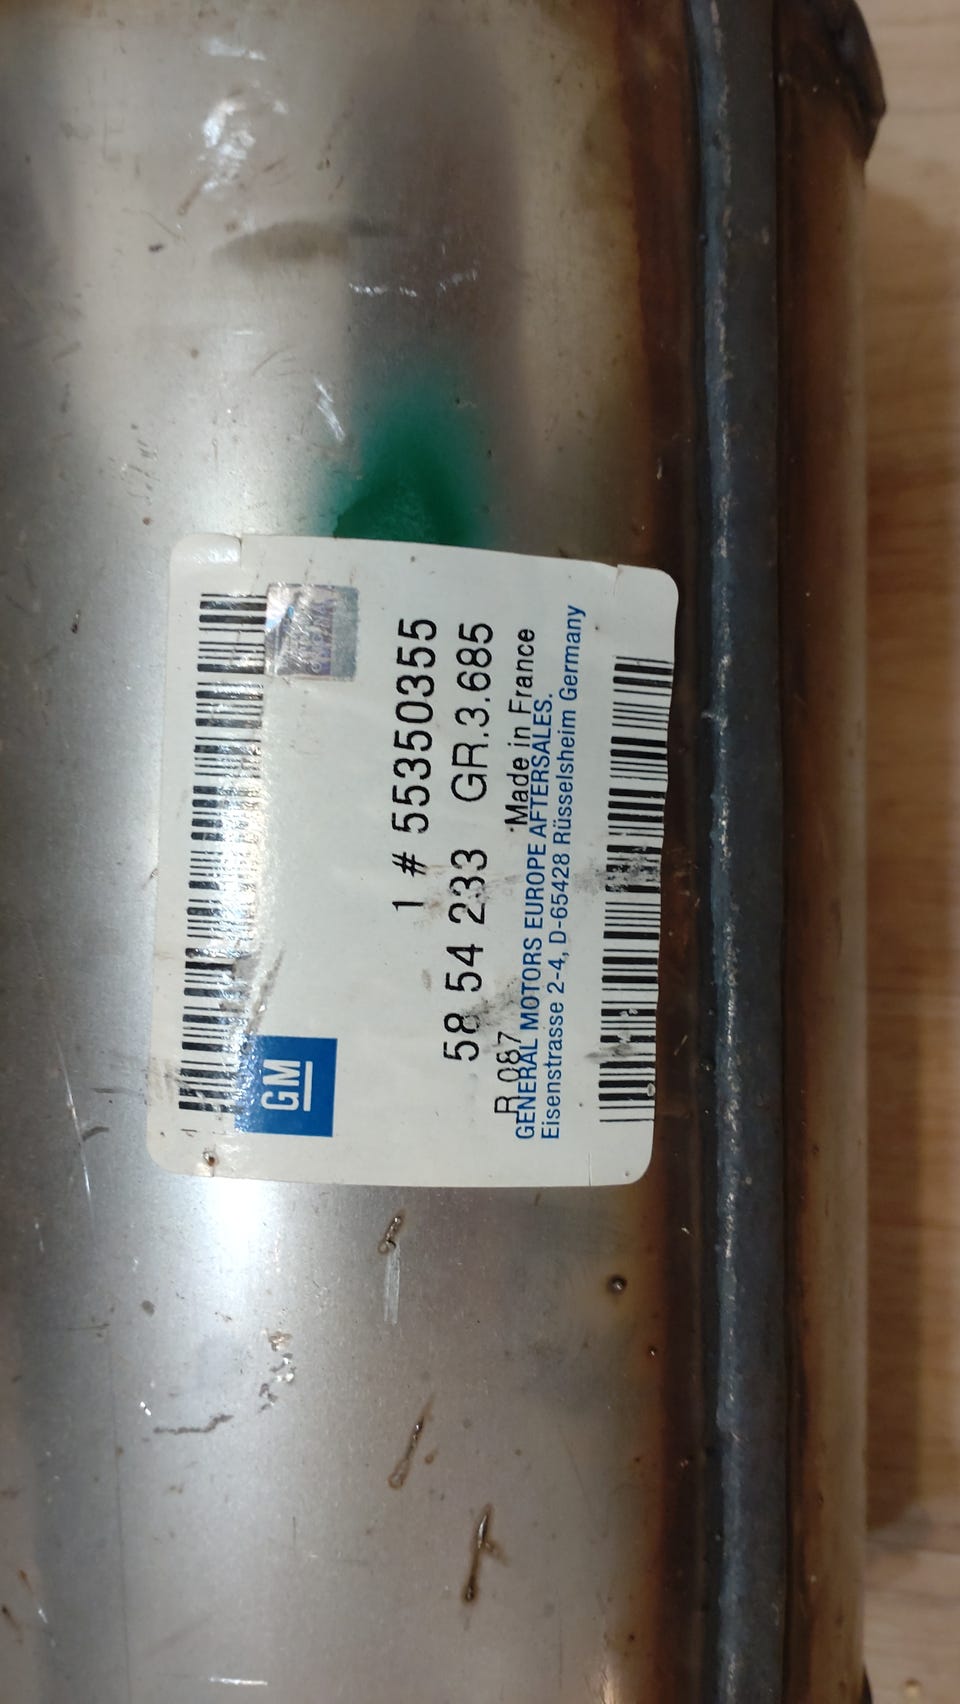 GM
1 # 55350355
58 54 233 GR.3.685
R 087 Made in France
GENERAL MOTORS EUROPE AFTERSALES.
Eisenstrasse 2-4, D-65428 Rüsselsheim Germany